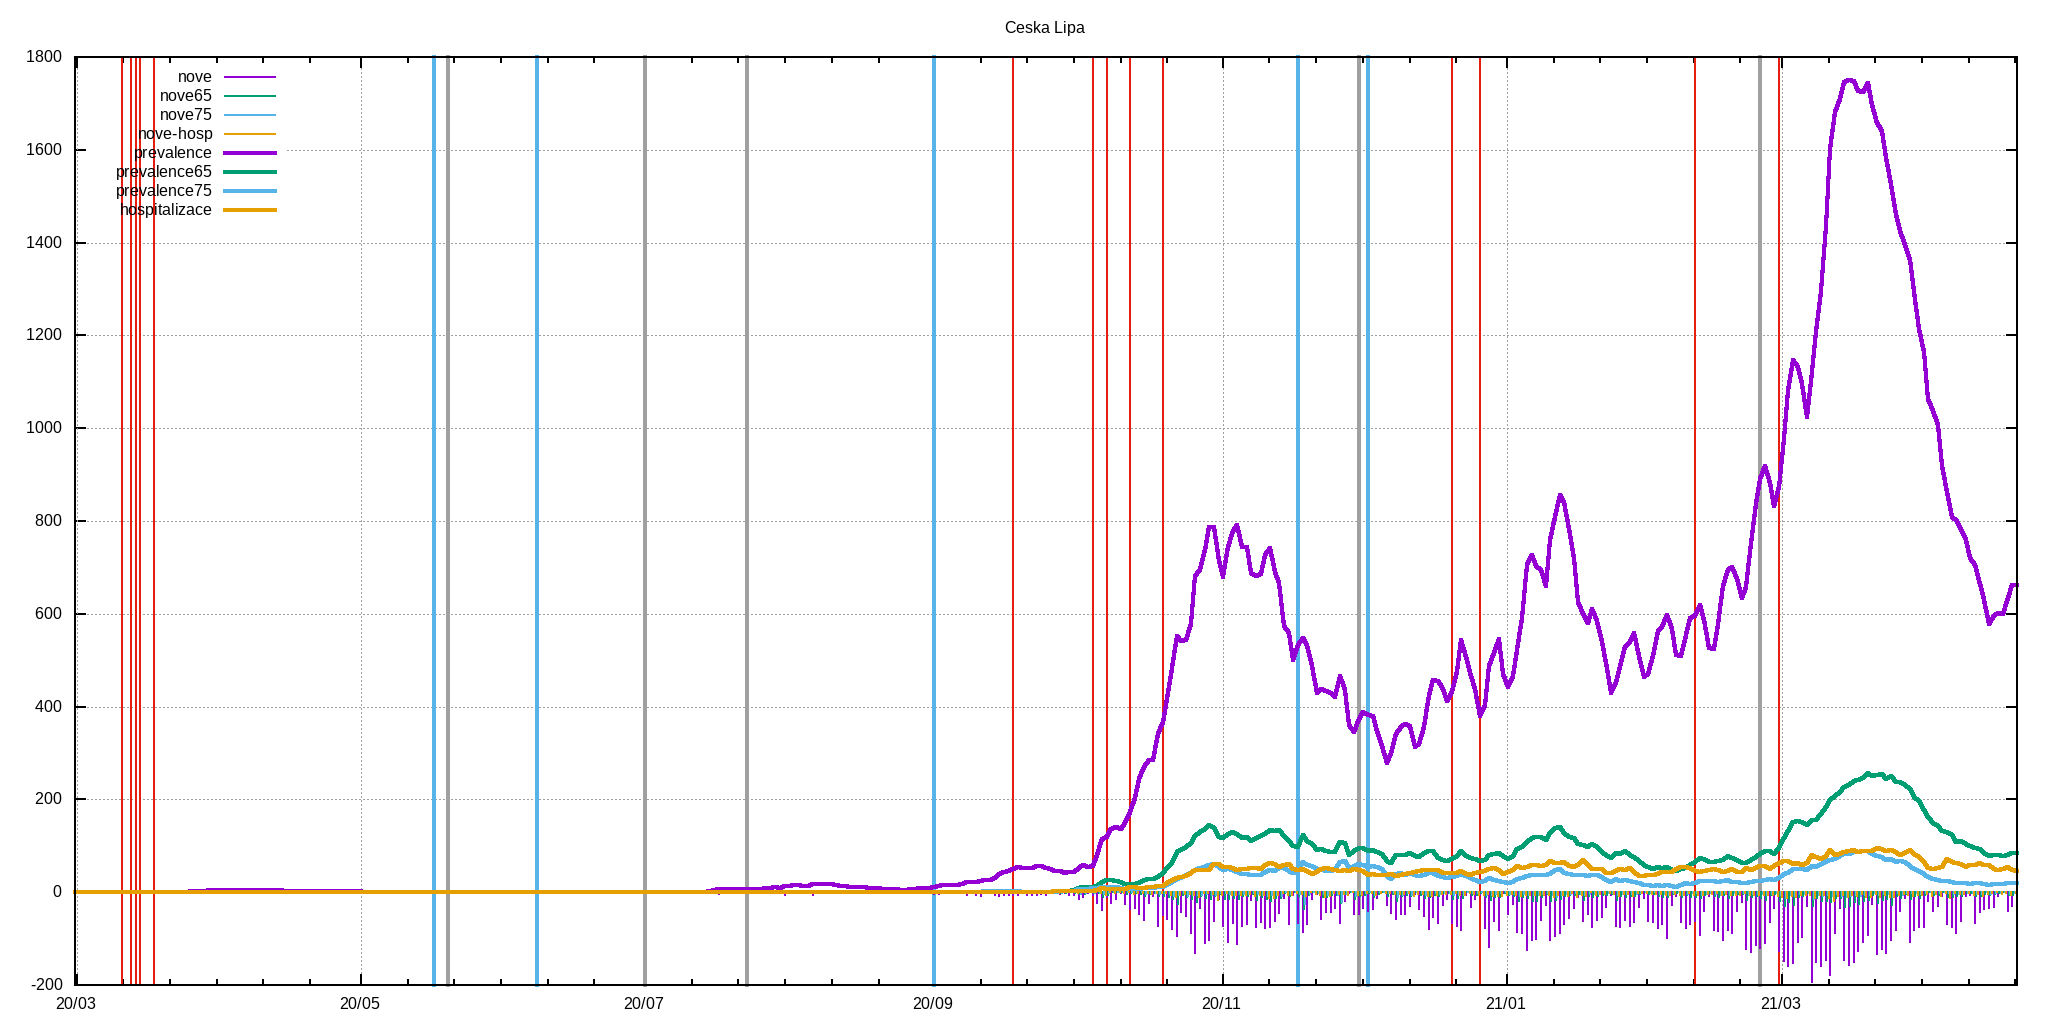 Ceska Lipa
1800
1600
1400
1200
1000
800
600
400
200
0
-200
nove
nove65
nove75
nove-hosp
prevalence
prevalence65
prevalence75
hospitalizace
20/03 20/05 20/07 20/09 20/11 21/01 21/03